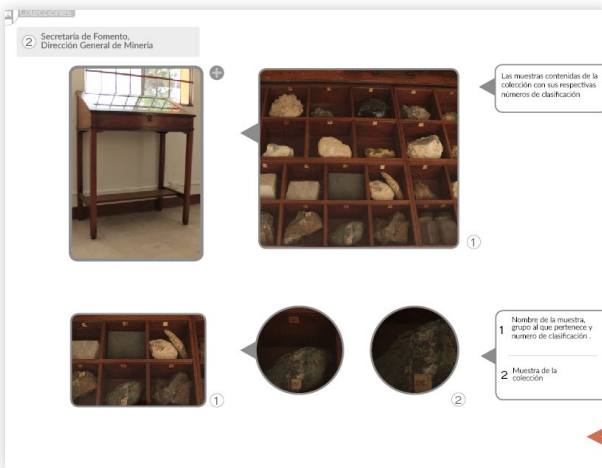 Colecciones
2 Secretaría de Fomento,
Dirección General de Minería
Las muestras contenidas de la
colección con sus respectivas
números de clasificación
1
1 Nombre de la muestra,
grupo al que pertenece y
numero de clasificación .
2 Muestra de la
colección
1
2